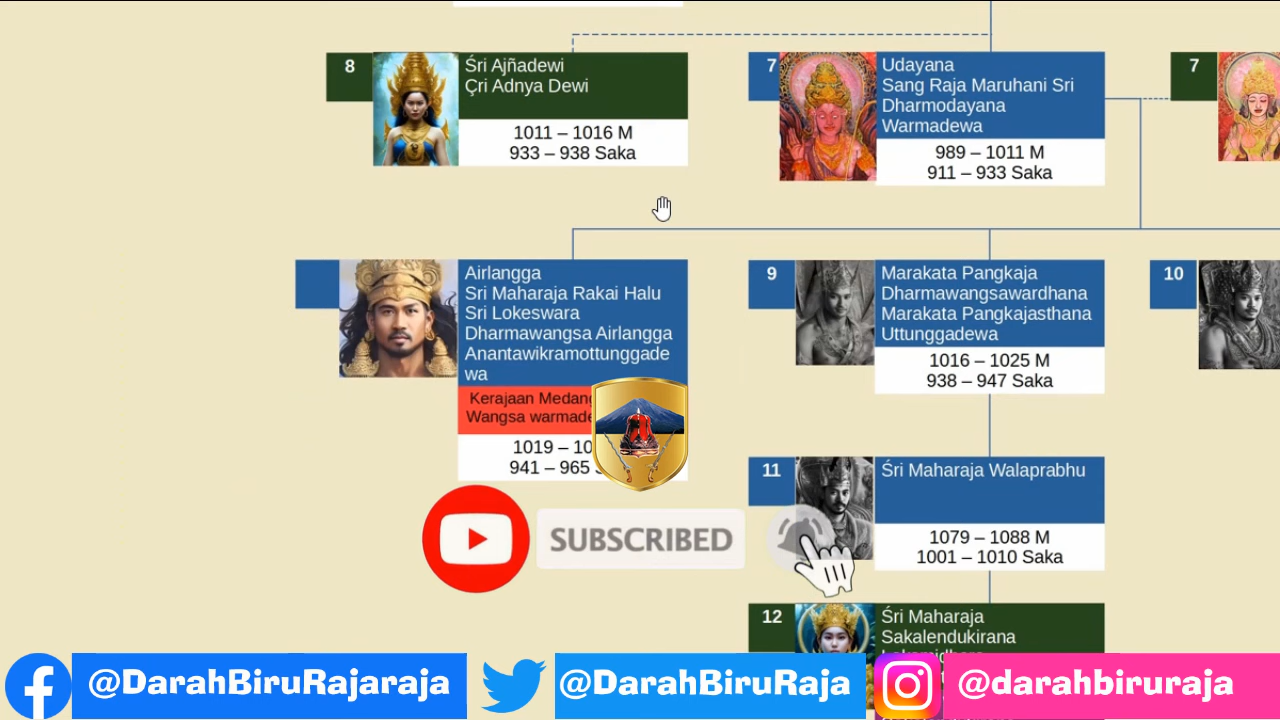 8
Śri Ajñadewi
Çri Adnya Dewi
1011 – 1016 M
933 – 938 Saka
7
Udayana
Sang Raja Maruhani Sri
Dharmodayana
Warmadewa
989 – 1011 M
911 – 933 Saka
7
Airlangga
Sri Maharaja Rakai Halu
Sri Lokeswara
Dharmawangsa Airlangga
Anantawikramottunggade
wa
Kerajaan
Wangsa
1019 –
941 – 965
9
Marakata Pangkaja
Dharmawangsawardhana
Marakata Pangkajasthana
Uttunggadewa
1016 – 1025 M
938 – 947 Saka
10
11
Śri Maharaja Walaprabhu
1079 – 1088 M
1001 – 1010 Saka
SUBSCRIBED
12
Śri Maharaja
Sakalendukirana
@DarahBiruRajaraja
@DarahBiruRaja
@darahbiruraja